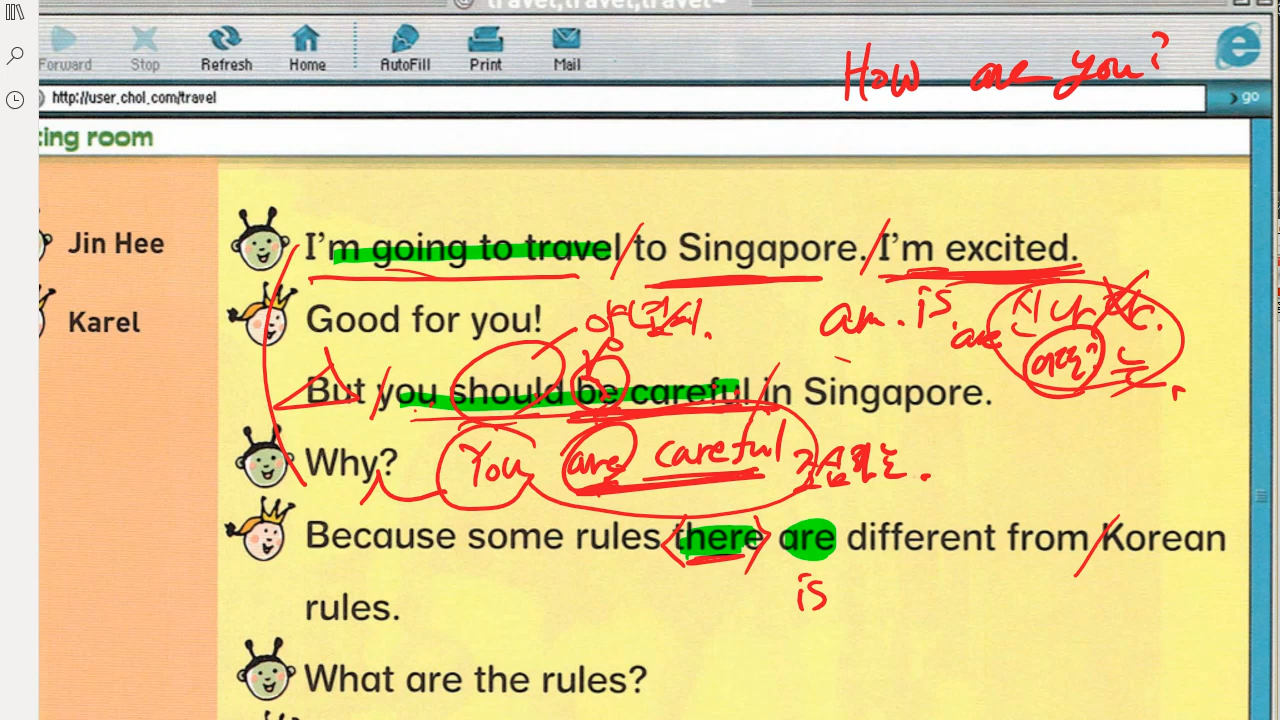 travel,travel,travel~
Forward Stop Refresh Home AutoFill Print Mail
How are you?
http://user.chol.com/travel
go
ting room
Jin Hee
I'm going to travel to Singapore. I'm excited.
am. is. are
Karel
Good for you!
신나
But you should be careful in Singapore.
Why?
You are careful
Because some rules there are different from Korean
is
rules.
What are the rules?